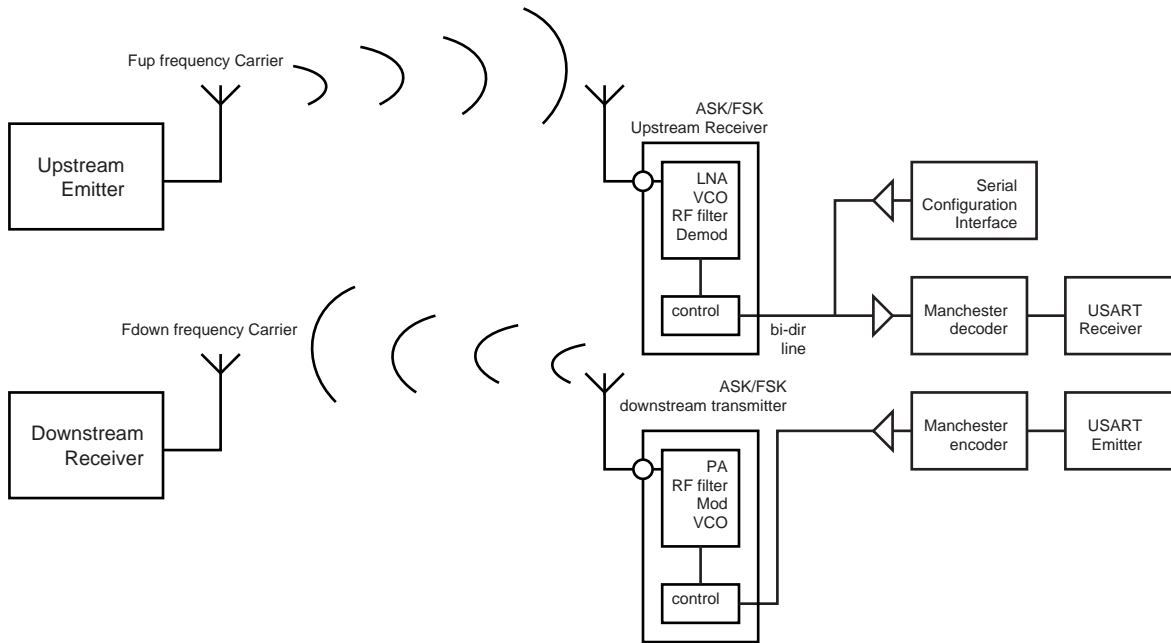 Fup frequency Carrier
ASK/FSK
Upstream Receiver
Upstream
Emitter
LNA
VCO
RF filter
Demod
control
bi-dir
line
Serial
Configuration
Interface
Manchester
decoder
USART
Receiver
Fdown frequency Carrier
Downstream
Receiver
ASK/FSK
downstream transmitter
PA
RF filter
Mod
VCO
control
Manchester
encoder
USART
Emitter